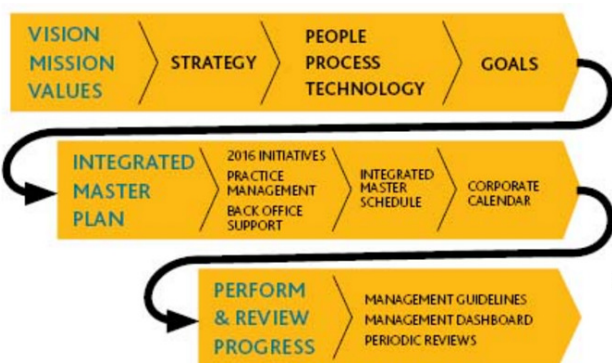 VISION
MISSION
VALUES
STRATEGY
PEOPLE
PROCESS
TECHNOLOGY
GOALS
INTEGRATED
MASTER
PLAN
2016 INITIATIVES
PRACTICE
MANAGEMENT
BACK OFFICE
SUPPORT
INTEGRATED
MASTER
SCHEDULE
CORPORATE
CALENDAR
PERFORM
& REVIEW
PROGRESS
MANAGEMENT GUIDELINES
MANAGEMENT DASHBOARD
PERIODIC REVIEWS